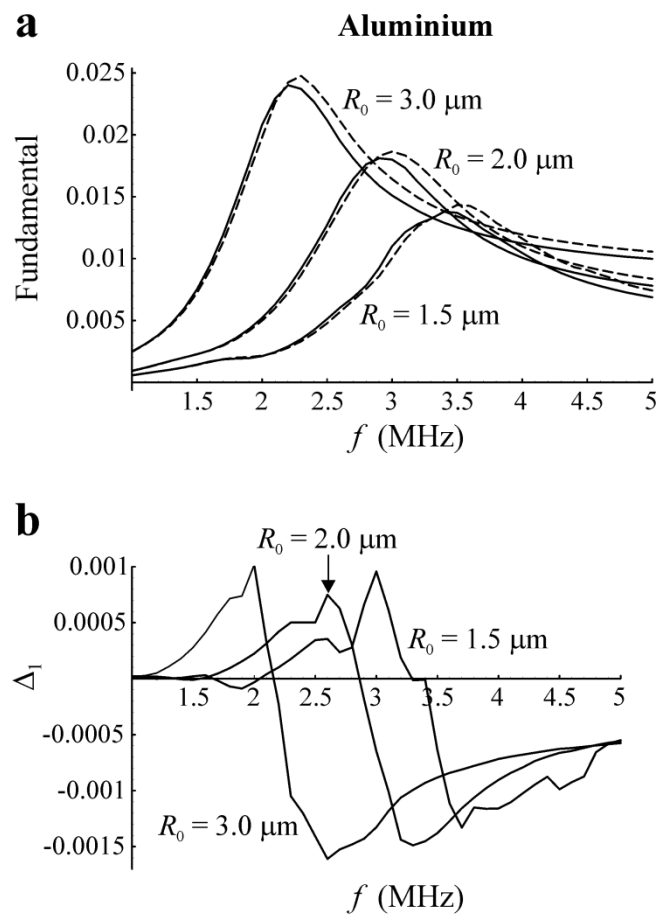 a
Aluminium
Fundamental
0.025
0.02
0.015
0.01
0.005
R0 = 3.0 μm
R0 = 2.0 μm
R0 = 1.5 μm
1.5 2 2.5 3 3.5 4 4.5 5
f (MHz)
b
Δ1
0.001
0.0005
-0.0005
-0.001
-0.0015
R0 = 2.0 μm
R0 = 1.5 μm
1.5 2 2.5 3 3.5 4 4.5 5
R0 = 3.0 μm
f (MHz)